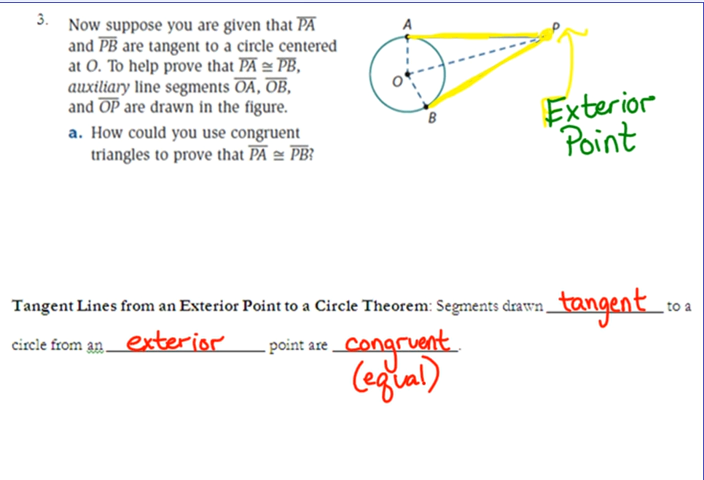 3. Now suppose you are given that PA
and PB are tangent to a circle centered
at O. To help prove that PA ≅ PB,
auxiliary line segments OA, OB,
and OP are drawn in the figure.
a. How could you use congruent
triangles to prove that PA ≅ PB?
A
P
O
B
Exterior
Point
Tangent Lines from an Exterior Point to a Circle Theorem: Segments drawn tangent to a
circle from an exterior point are congruent.
(equal)